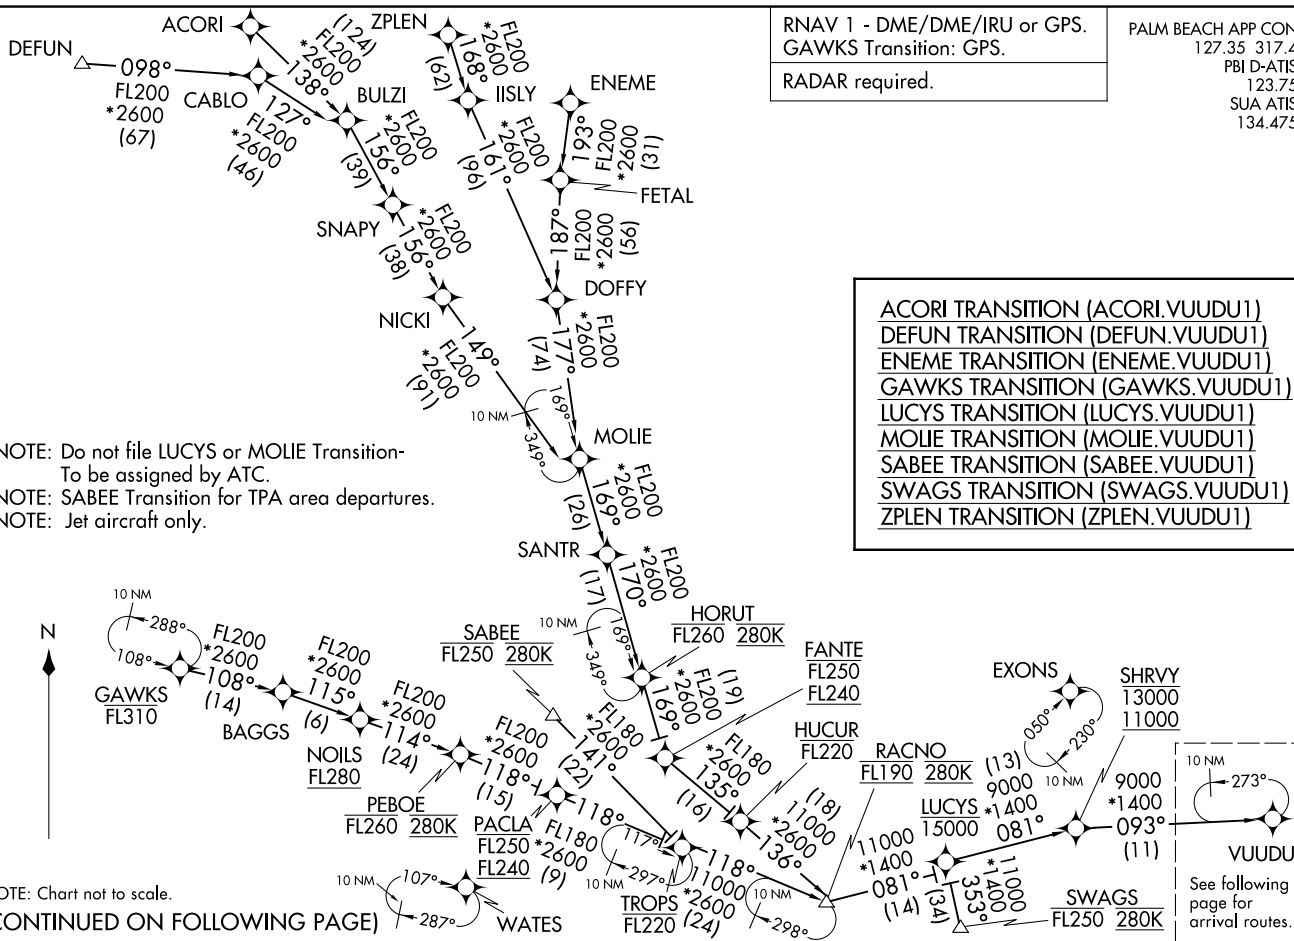 RNAV 1 - DME/DME/IRU or GPS.
GAWKS Transition: GPS.
RADAR required.
PALM BEACH APP CON
127.35 317.4
PBI D-ATIS
123.75
SUA ATIS
134.475
DEFUN
098°
FL200
*2600
(67)
ACORI
(24)
FL200
*2600
138°
CABLO
127°
FL200
*2600
(46)
BULZI
FL200
*2600
156°
(39)
SNAPY
FL200
*2600
156°
(38)
NICKI
149°
FL200
*2600
(91)
ZPLEN
FL200
*2600
168°
(62)
IISLY
FL200
*2600
161°
(96)
ENEME
193°
FL200
*2600
(31)
FETAL
187°
FL200
*2600
(56)
DOFFY
FL200
*2600
177°
(74)
10 NM
169°
349°
MOLIE
FL200
*2600
169°
(26)
SANTR
FL200
*2600
170°
(17)
ACORI TRANSITION (ACORI.VUUDU1)
DEFUN TRANSITION (DEFUN.VUUDU1)
ENEME TRANSITION (ENEME.VUUDU1)
GAWKS TRANSITION (GAWKS.VUUDU1)
LUCYS TRANSITION (LUCYS.VUUDU1)
MOLIE TRANSITION (MOLIE.VUUDU1)
SABEE TRANSITION (SABEE.VUUDU1)
SWAGS TRANSITION (SWAGS.VUUDU1)
ZPLEN TRANSITION (ZPLEN.VUUDU1)
NOTE: Do not file LUCYS or MOLIE Transition-
To be assigned by ATC.
NOTE: SABEE Transition for TPA area departures.
NOTE: Jet aircraft only.
N
10 NM
288°
108°
GAWKS
FL310
FL200
*2600
108°
(14)
BAGGS
FL200
*2600
115°
(6)
NOILS
FL280
FL200
*2600
114°
(24)
PEBOE
FL260 280K
FL200
*2600
118°
(15)
PACLA
FL250
FL240
118°
FL180
*2600
(9)
SABEE
FL250 280K
FL180
*2600
141°
(22)
10 NM
169°
349°
HORUT
FL260 280K
(19)
FL200
*2600
169°
FANTE
FL250
FL240
FL180
*2600
135°
(16)
HUCUR
FL220
(18)
11000
*2600
136°
117°
297°
10 NM
TROPS
FL220
118°
11000
*2600
(24)
10 NM
298°
RACNO
FL190 280K
11000
*1400
081°
(14)
LUCYS
15000
(13)
9000
*1400
081°
11000
*1400
353°
(34)
SWAGS
FL250 280K
EXONS
050°
230°
10 NM
SHRVY
13000
11000
9000
*1400
093°
(11)
10 NM
273°
VUUDU
See following
page for
arrival routes.
10 NM
107°
287°
WATES
OTE: Chart not to scale.
CONTINUED ON FOLLOWING PAGE)